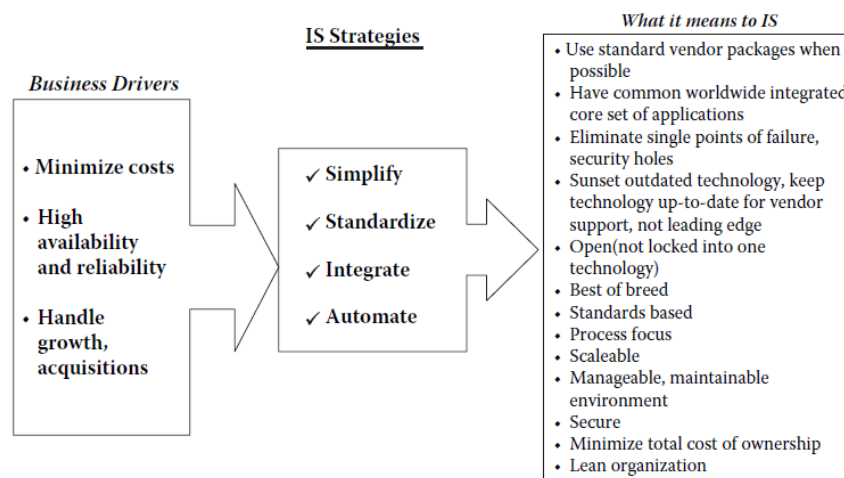 IS Strategies
Business Drivers
• Minimize costs
• High
availability
and reliability
• Handle
growth,
acquisitions
✓ Simplify
✓ Standardize
✓ Integrate
✓ Automate
What it means to IS
• Use standard vendor packages when
possible
• Have common worldwide integrated
core set of applications
• Eliminate single points of failure,
security holes
• Sunset outdated technology, keep
technology up-to-date for vendor
support, not leading edge
• Open(not locked into one
technology)
• Best of breed
• Standards based
• Process focus
• Scaleable
• Manageable, maintainable
environment
• Secure
• Minimize total cost of ownership
• Lean organization